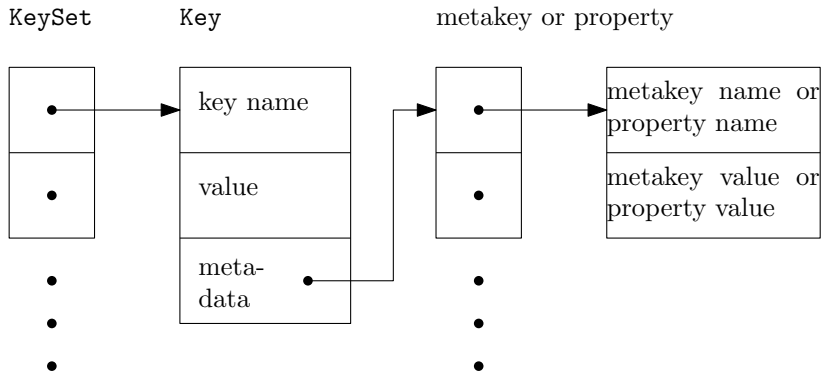 KeySet
Key
metakey or property
key name
value
meta-
data
metakey name or
property name
metakey value or
property value